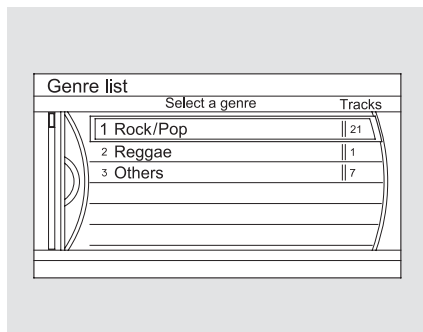 Genre list
Select a genre Tracks
1 Rock/Pop 21
2 Reggae 1
3 Others 7